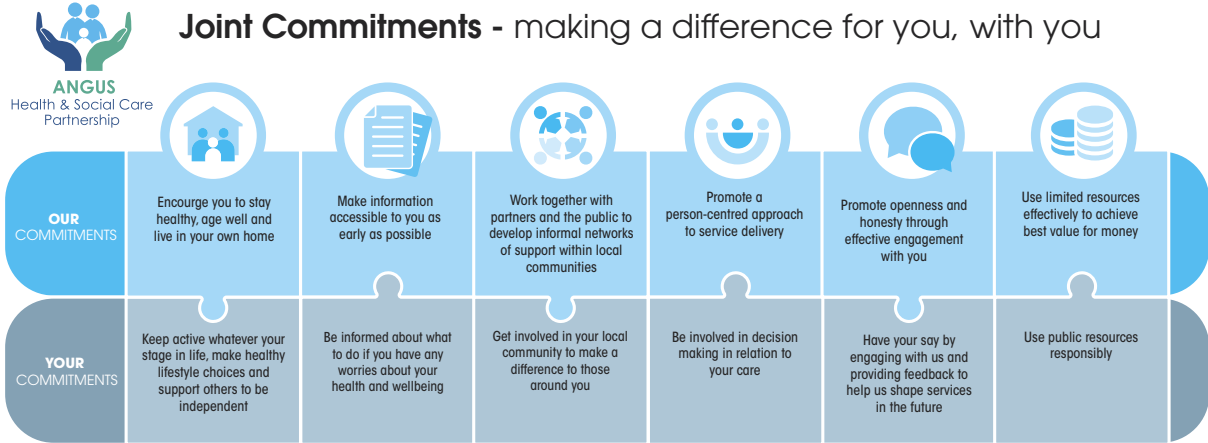 Joint Commitments - making a difference for you, with you
ANGUS
Health & Social Care
Partnership
OUR
COMMITMENTS
Encourge you to stay
healthy, age well and
live in your own home
Make information
accessible to you as
early as possible
Work together with
partners and the public to
develop informal networks
of support within local
communities
Promote a
person-centred approach
to service delivery
Promote openness and
honesty through
effective engagement
with you
Use limited resources
effectively to achieve
best value for money
YOUR
COMMITMENTS
Keep active whatever your
stage in life, make healthy
lifestyle choices and
support others to be
independent
Be informed about what
to do if you have any
worries about your
health and wellbeing
Get involved in your local
community to make a
difference to those
around you
Be involved in decision
making in relation to
your care
Have your say by
engaging with us and
providing feedback to
help us shape services
in the future
Use public resources
responsibly